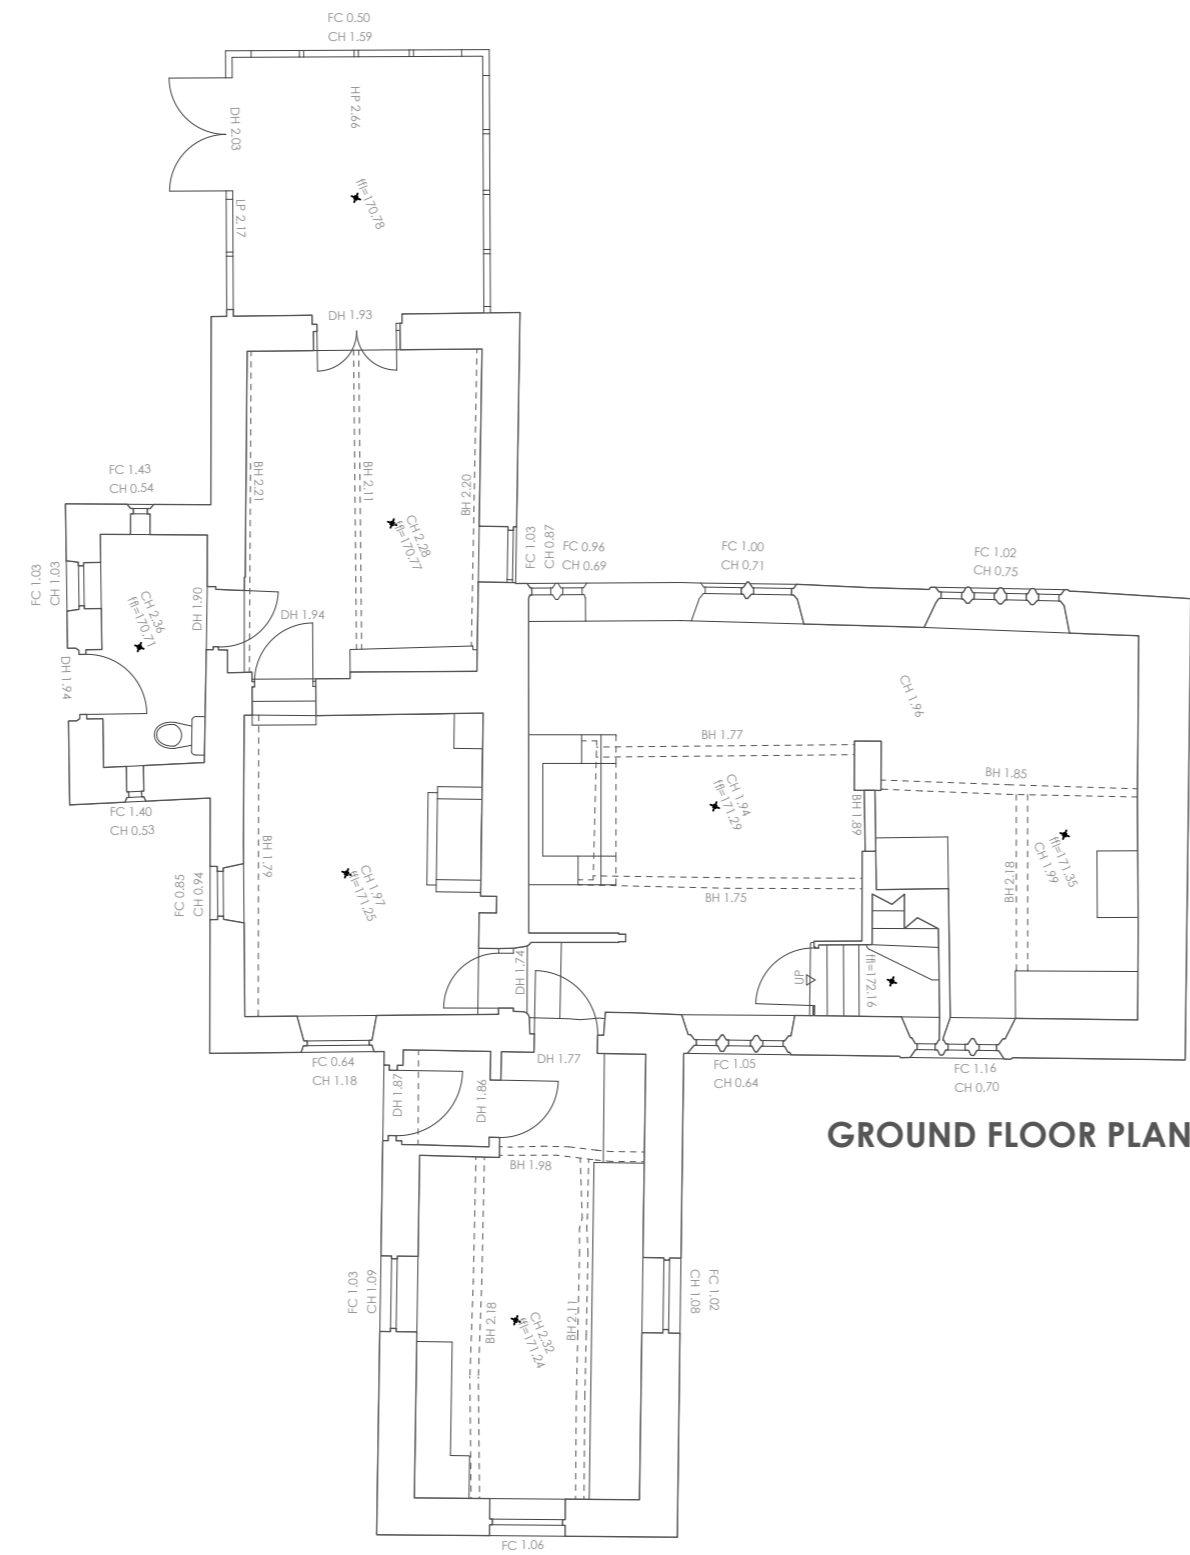 FC 0.50
CH 1.59
HP 2.66
DH 2.03
ffl=170.78
LP 2.17
DH 1.93
BH 2.21
BH 2.11
BH 2.20
CH 2.28
ffl=170.77
FC 1.43
CH 0.54
FC 1.03
CH 0.87
FC 0.96
CH 0.69
FC 1.00
CH 0.71
FC 1.02
CH 0.75
FC 1.03
CH 1.03
CH 2.36
ffl=170.71
DH 1.90
DH 1.94
DH 1.94
CH 1.96
BH 1.77
BH 1.85
CH 1.94
ffl=171.29
BH 1.89
FC 1.40
CH 0.53
BH 1.79
CH 1.97
ffl=171.25
FC 0.85
CH 0.94
BH 1.75
BH 2.18
ffl=171.35
CH 1.99
DH 1.74
UP
ffl=172.16
FC 0.64
CH 1.18
DH 1.77
FC 1.05
CH 0.64
FC 1.16
CH 0.70
DH 1.87
DH 1.86
GROUND FLOOR PLAN
BH 1.98
FC 1.03
CH 1.09
BH 2.18
CH 2.32
ffl=171.24
BH 2.11
FC 1.02
CH 1.08
FC 1.06